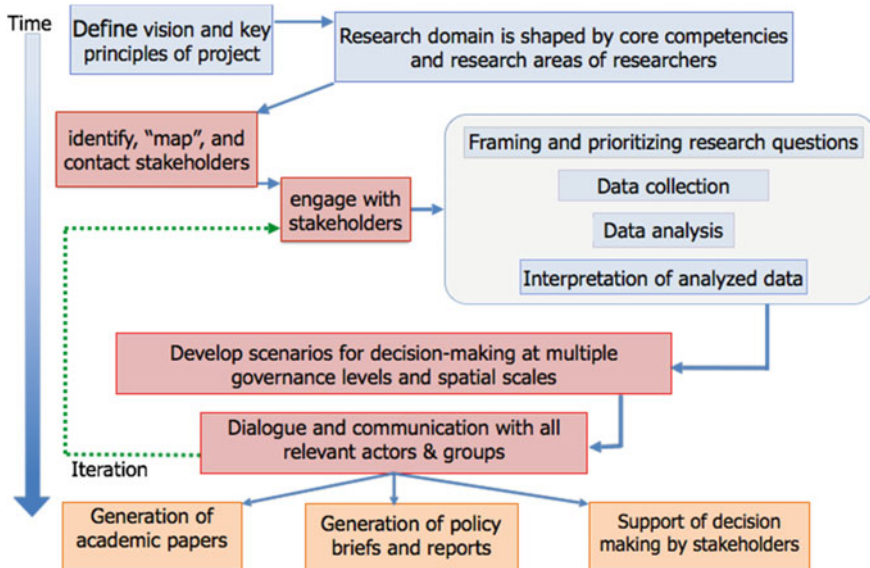 Time
Define vision and key
principles of project
Research domain is shaped by core competencies
and research areas of researchers
identify, “map”, and
contact stakeholders
engage with
stakeholders
Framing and prioritizing research questions
Data collection
Data analysis
Interpretation of analyzed data
Develop scenarios for decision-making at multiple
governance levels and spatial scales
Dialogue and communication with all
relevant actors & groups
Iteration
Generation of
academic papers
Generation of policy
briefs and reports
Support of decision
making by stakeholders